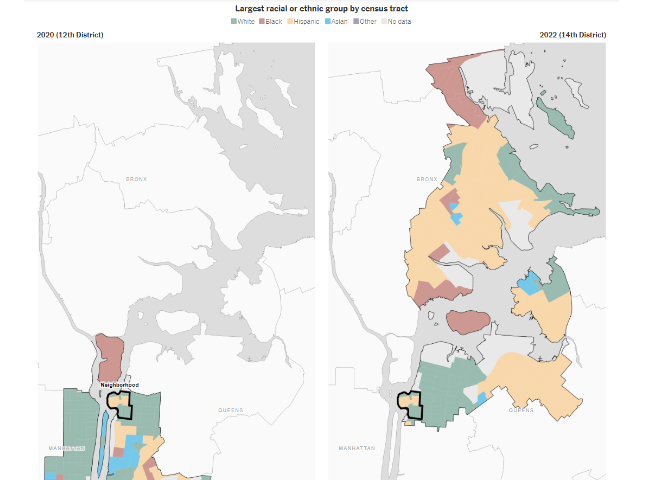 Largest racial or ethnic group by census tract
White Black Hispanic Asian Other No data
2020 (12th District)
2022 (14th District)
BRONX
BRONX
Neighborhood
QUEENS
QUEENS
MANHATTAN
MANHATTAN